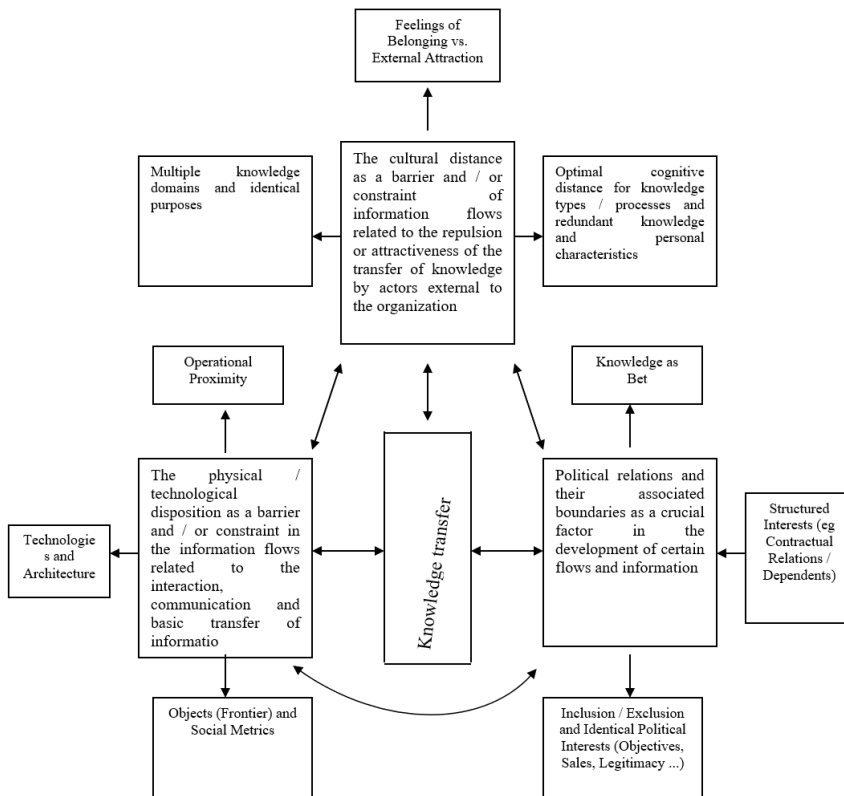 Feelings of
Belonging vs.
External Attraction
Multiple knowledge
domains and identical
purposes
The cultural distance
as a barrier and / or
constraint of
information flows
related to the repulsion
or attractiveness of the
transfer of knowledge
by actors external to
the organization
Optimal cognitive
distance for knowledge
types / processes and
redundant knowledge
and personal
characteristics
Operational
Proximity
Knowledge as
Bet
The physical /
technological
disposition as a barrier
and / or constraint in
the information flows
related to the
interaction,
communication and
basic transfer of
informatio
Knowledge transfer
Political relations and
their associated
boundaries as a crucial
factor in the
development of certain
flows and information
Technologie
s and
Architecture
Structured
Interests (eg
Contractual
Relations /
Dependents)
Objects (Frontier) and
Social Metrics
Inclusion / Exclusion
and Identical Political
Interests (Objectives,
Sales, Legitimacy ...)